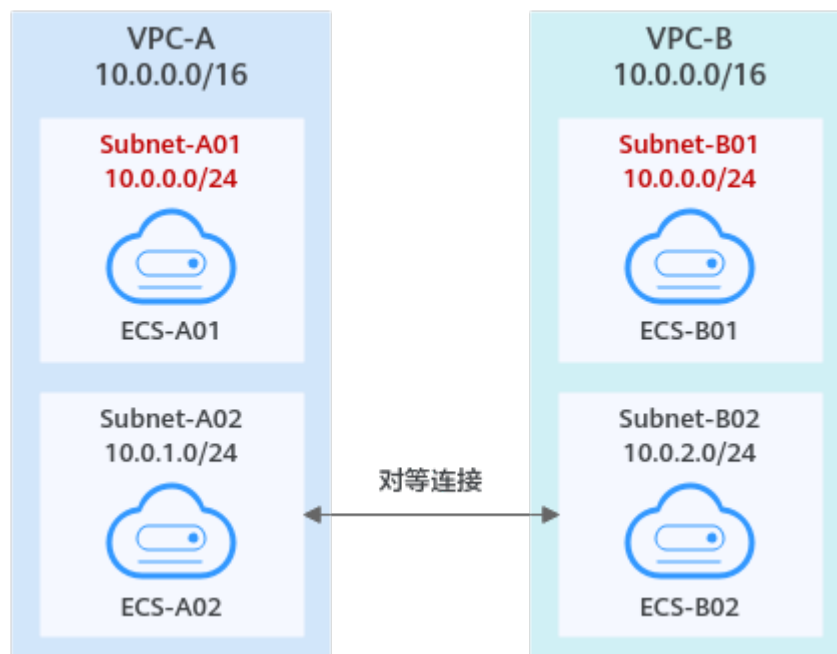 VPC-A
10.0.0.0/16
Subnet-A01
10.0.0.0/24
ECS-A01
Subnet-A02
10.0.1.0/24
ECS-A02
对等连接
VPC-B
10.0.0.0/16
Subnet-B01
10.0.0.0/24
ECS-B01
Subnet-B02
10.0.2.0/24
ECS-B02